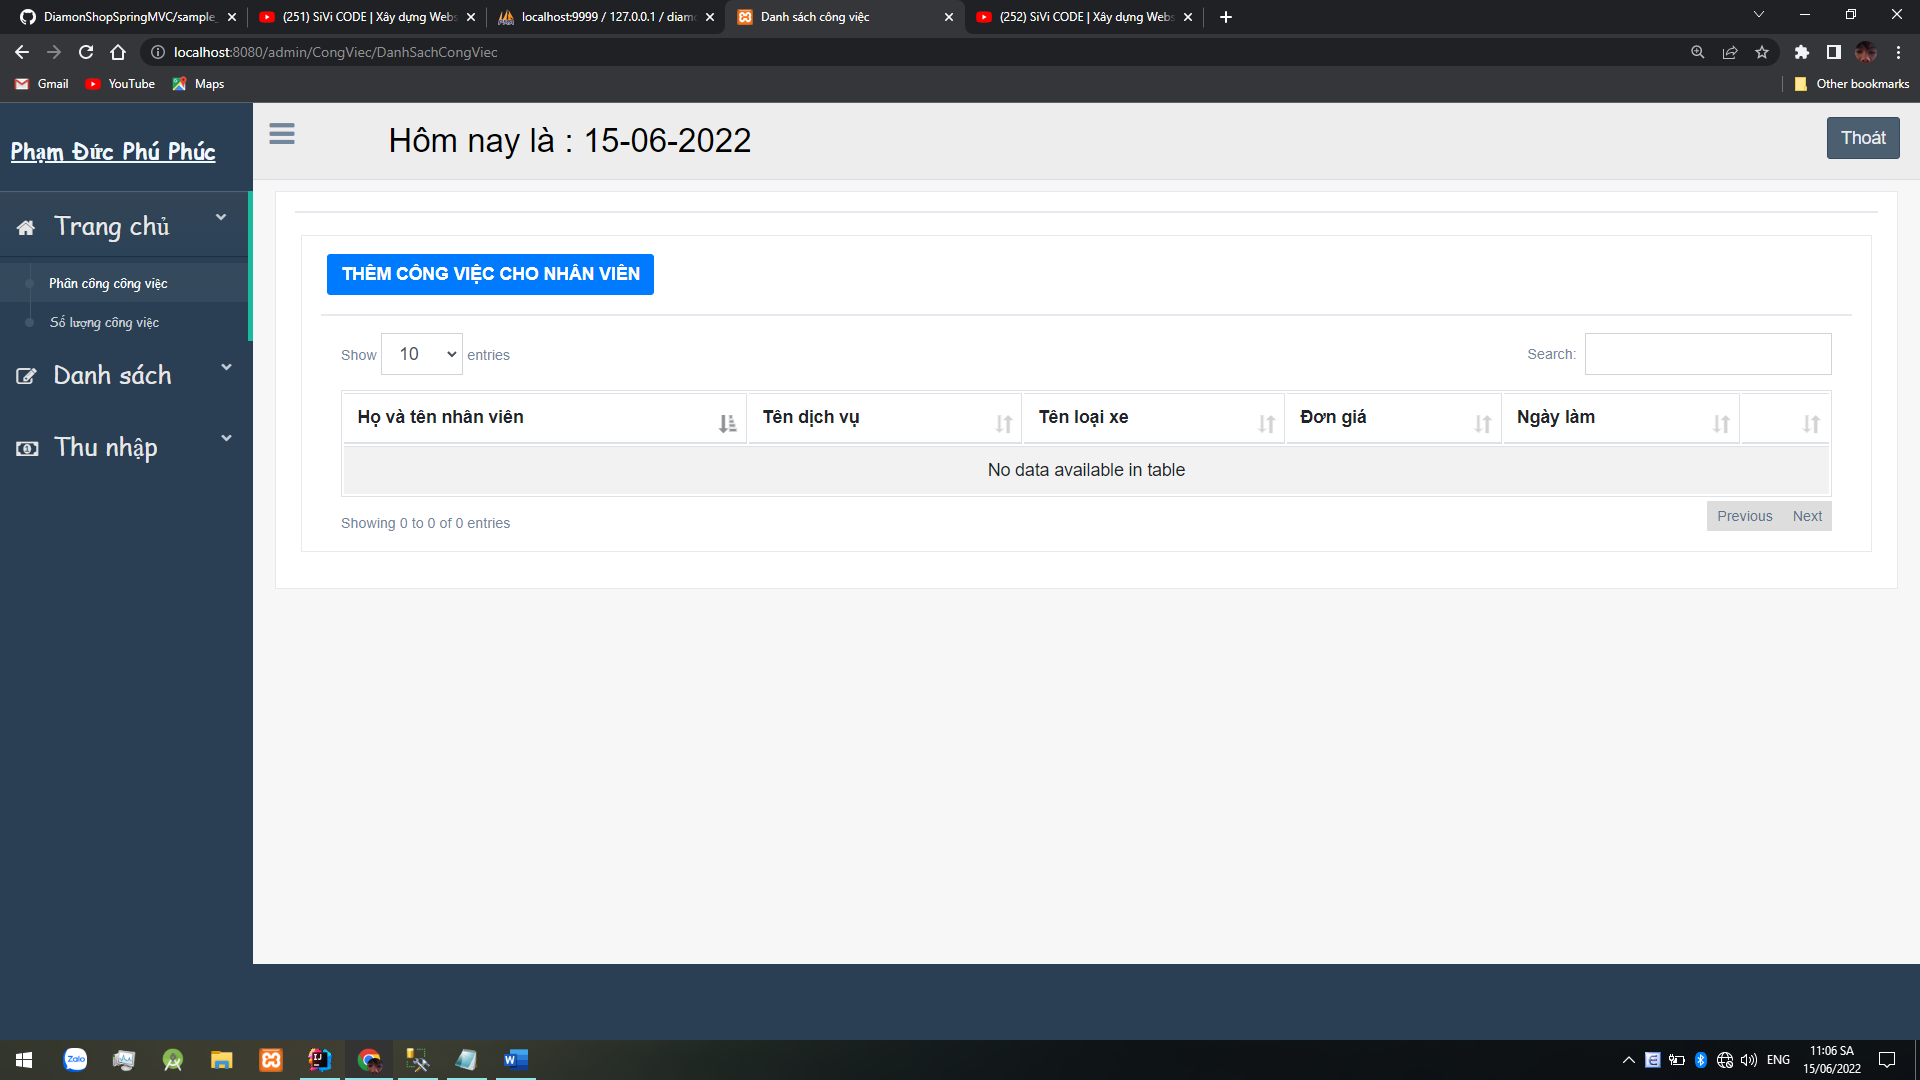 DiamonShopSpringMVC/sample_
(251) SiVi CODE | Xây dựng Webs
localhost:9999 / 127.0.0.1 / diam
Danh sách công việc
(252) SiVi CODE | Xây dựng Webs
localhost:8080/admin/CongViec/DanhSachCongViec
Gmail
YouTube
Maps
Other bookmarks
Phạm Đức Phú Phúc
Hôm nay là : 15-06-2022
Thoát
Trang chủ
Phân công công việc
Số lượng công việc
Danh sách
Thu nhập
THÊM CÔNG VIỆC CHO NHÂN VIÊN
Show 10 entries
Search:
Họ và tên nhân viên
Tên dịch vụ
Tên loại xe
Đơn giá
Ngày làm
No data available in table
Showing 0 to 0 of 0 entries
Previous
Next
Zalo
ENG
11:06 SA
15/06/2022